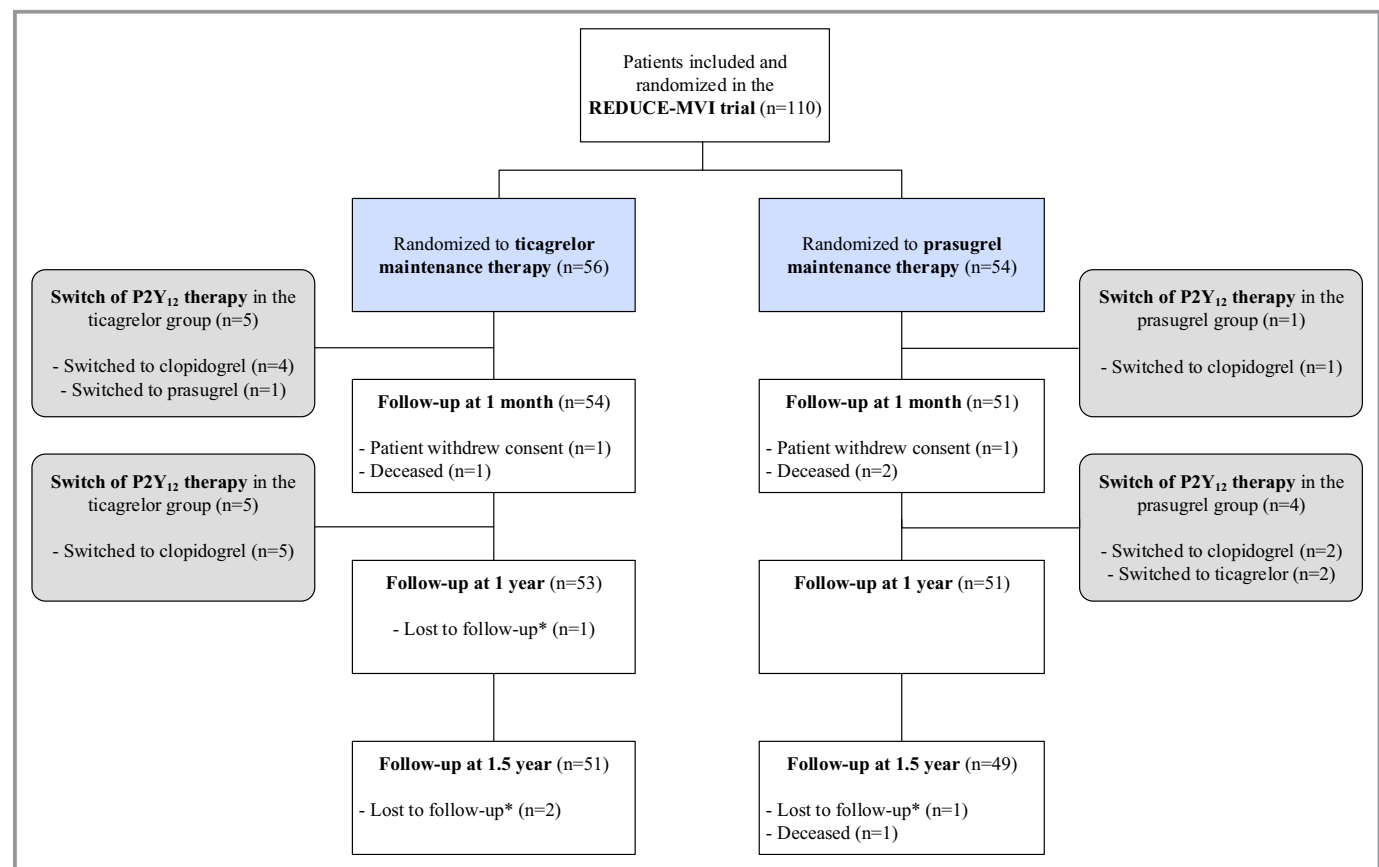 Patients included and
randomized in the
REDUCE-MVI trial (n=110)
Randomized to ticagrelor
maintenance therapy (n=56)
Randomized to prasugrel
maintenance therapy (n=54)
Switch of P2Y₁₂ therapy in the
ticagrelor group (n=5)
- Switched to clopidogrel (n=4)
- Switched to prasugrel (n=1)
Switch of P2Y₁₂ therapy in the
prasugrel group (n=1)
- Switched to clopidogrel (n=1)
Follow-up at 1 month (n=54)
- Patient withdrew consent (n=1)
- Deceased (n=1)
Follow-up at 1 month (n=51)
- Patient withdrew consent (n=1)
- Deceased (n=2)
Switch of P2Y₁₂ therapy in the
ticagrelor group (n=5)
- Switched to clopidogrel (n=5)
Switch of P2Y₁₂ therapy in the
prasugrel group (n=4)
- Switched to clopidogrel (n=2)
- Switched to ticagrelor (n=2)
Follow-up at 1 year (n=53)
- Lost to follow-up* (n=1)
Follow-up at 1 year (n=51)
Follow-up at 1.5 year (n=51)
- Lost to follow-up* (n=2)
Follow-up at 1.5 year (n=49)
- Lost to follow-up* (n=1)
- Deceased (n=1)